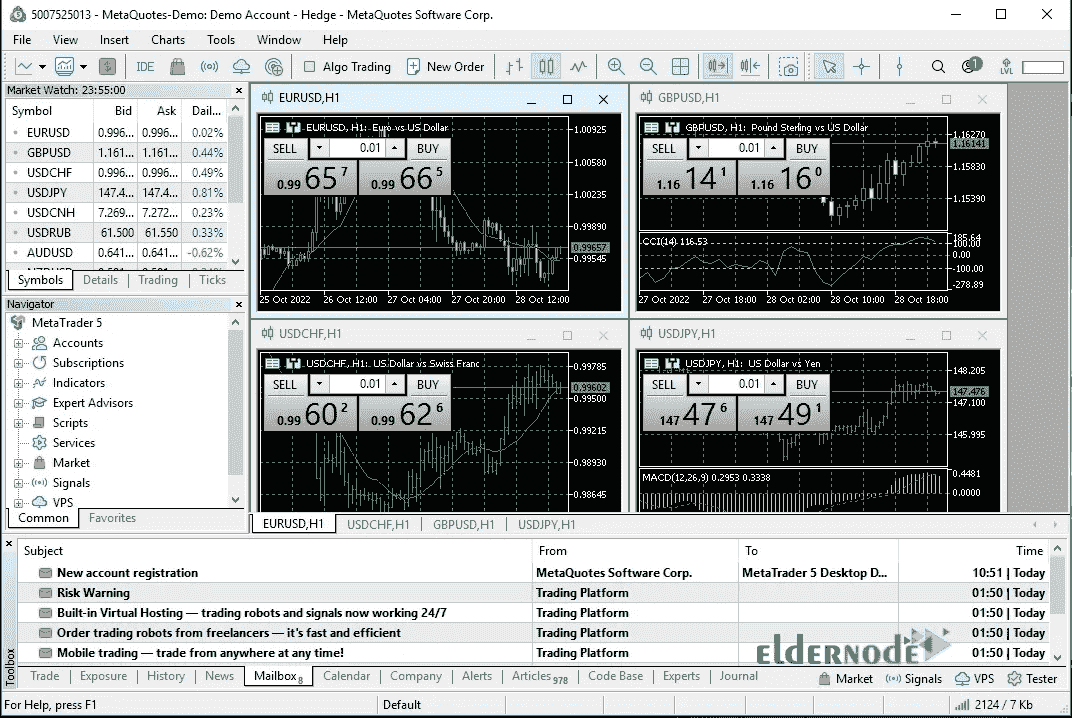 5007525013 - MetaQuotes-Demo: Demo Account - Hedge - MetaQuotes Software Corp.
File View Insert Charts Tools Window Help
IDE Algo Trading New Order 1 LVL
Market Watch: 23:55:00
Symbol Bid Ask Dail...
EURUSD 0.996... 0.996... 0.02%
GBPUSD 1.161... 1.161... 0.44%
USDCHF 0.996... 0.996... 0.49%
USDJPY 147.4... 147.4... 0.81%
USDCNH 7.269... 7.272... 0.23%
USDRUB 61.500 61.550 0.33%
AUDUSD 0.641... 0.641... -0.62%
Symbols Details Trading Ticks
Navigator
MetaTrader 5
Accounts
Subscriptions
Indicators
Expert Advisors
Scripts
Services
Market
Signals
VPS
Common Favorites
EURUSD,H1
EURUSD, H1: Euro vs US Dollar
SELL 0.01 BUY
0.99 65 7 0.99 66 5
1.00925
1.00580
1.00235
0.99890
0.99657
0.99545
25 Oct 2022 26 Oct 12:00 27 Oct 04:00 27 Oct 20:00 28 Oct 12:00
GBPUSD,H1
GBPUSD, H1: Pound Sterling vs US Dollar
SELL 0.01 BUY
1.16 14 1 1.16 16 0
1.16270
1.16141
1.15830
1.15390
CCI(14) 116.53
100.00
0.00
-100.00
-278.89
27 Oct 2022 27 Oct 18:00 28 Oct 02:00 28 Oct 10:00 28 Oct 18:00
USDCHF,H1
USDCHF, H1: US Dollar vs Swiss Franc
SELL 0.01 BUY
0.99 60 2 0.99 62 6
0.99785
0.99602
0.99500
0.99215
0.98930
0.98645
USDJPY,H1
USDJPY, H1: US Dollar vs Yen
SELL 0.01 BUY
147 47 6 147 49 1
148.205
147.476
147.100
145.995
MACD(12,26,9) 0.2953 0.3338
0.4481
0.0000
EURUSD,H1 USDCHF,H1 GBPUSD,H1 USDJPY,H1
Toolbox
Subject From To Time
New account registration MetaQuotes Software Corp. MetaTrader 5 Desktop D... 10:51 | Today
Risk Warning Trading Platform 01:50 | Today
Built-in Virtual Hosting — trading robots and signals now working 24/7 Trading Platform 01:50 | Today
Order trading robots from freelancers — it's fast and efficient Trading Platform 01:50 | Today
Mobile trading — trade from anywhere at any time! Trading Platform 01:50 | Today
eldernode
Trade Exposure History News Mailbox 8 Calendar Company Alerts Articles 978 Code Base Experts Journal Market Signals VPS Tester
For Help, press F1 Default 2124 / 7 Kb